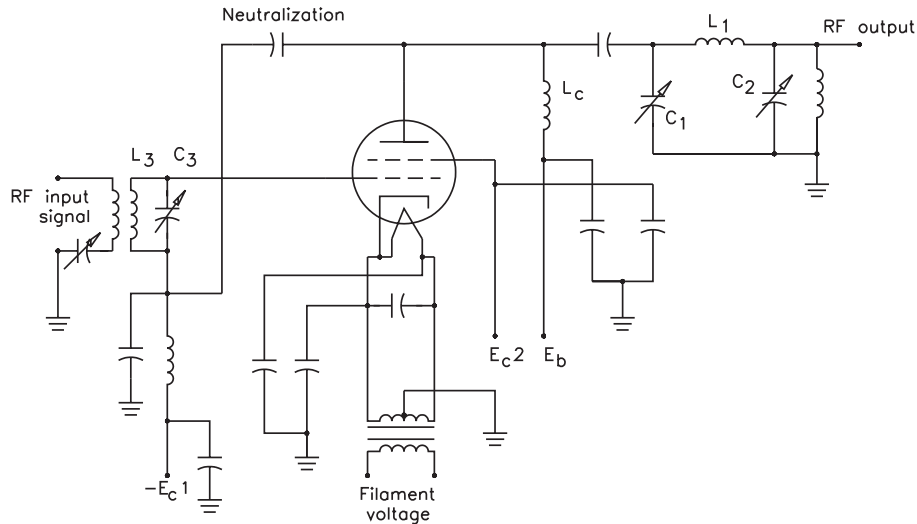 Neutralization
L1
RF output
Lc
C2
C1
L3
C3
RF input
signal
Ec2
Eb
-Ec1
Filament
voltage